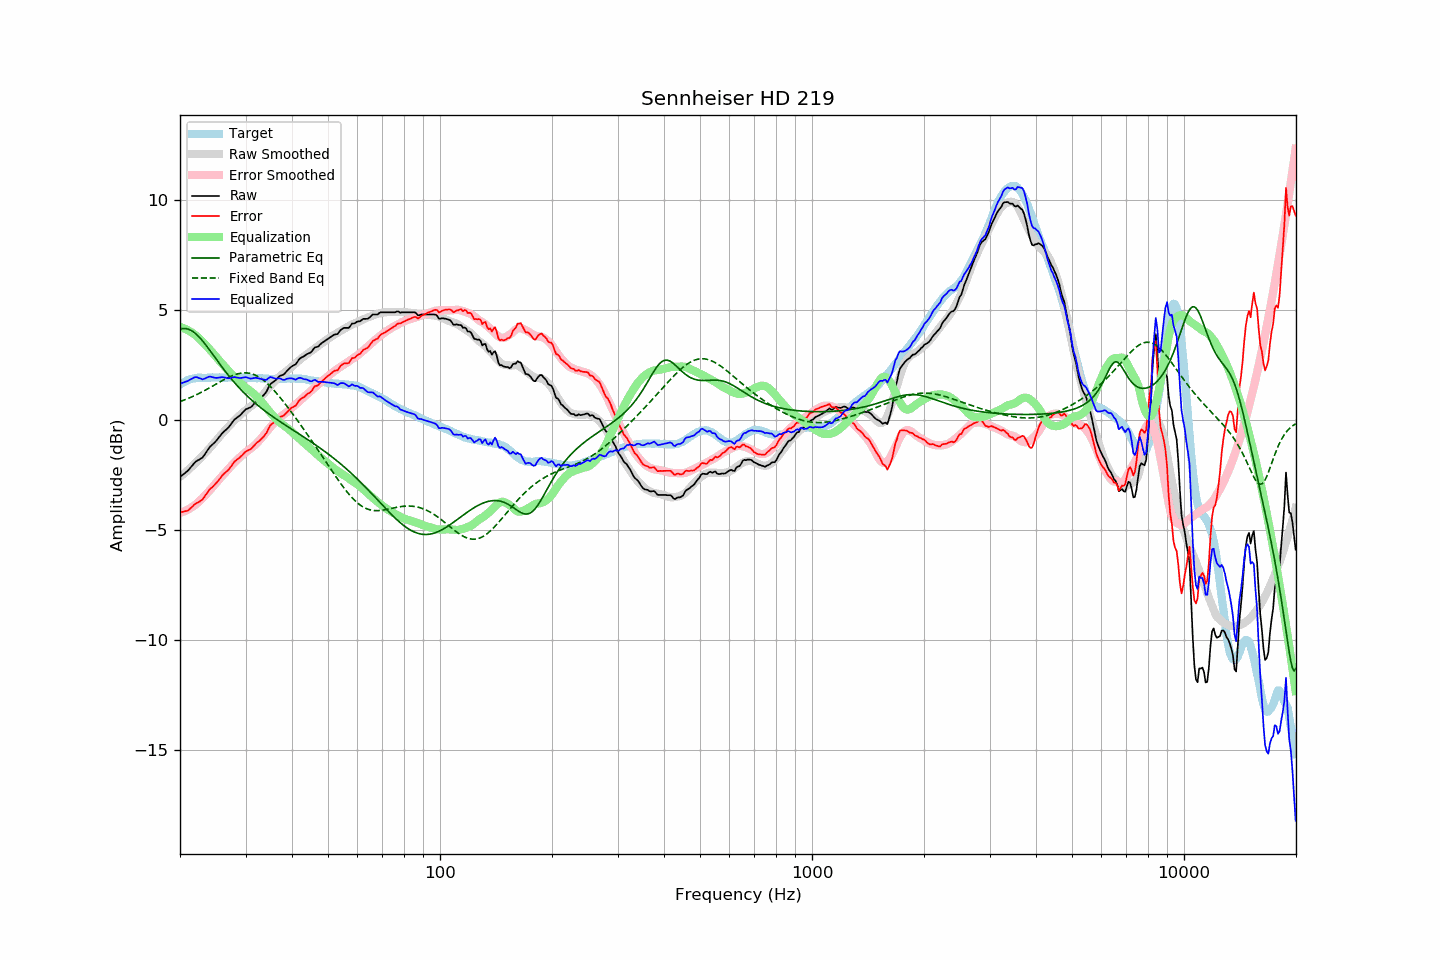 Sennheiser HD 219
Target
Raw Smoothed
Error Smoothed
Raw
Error
Equalization
Parametric Eq
Fixed Band Eq
Equalized
10
5
0
−5
−10
−15
Amplitude (dBr)
100
1000
10000
Frequency (Hz)